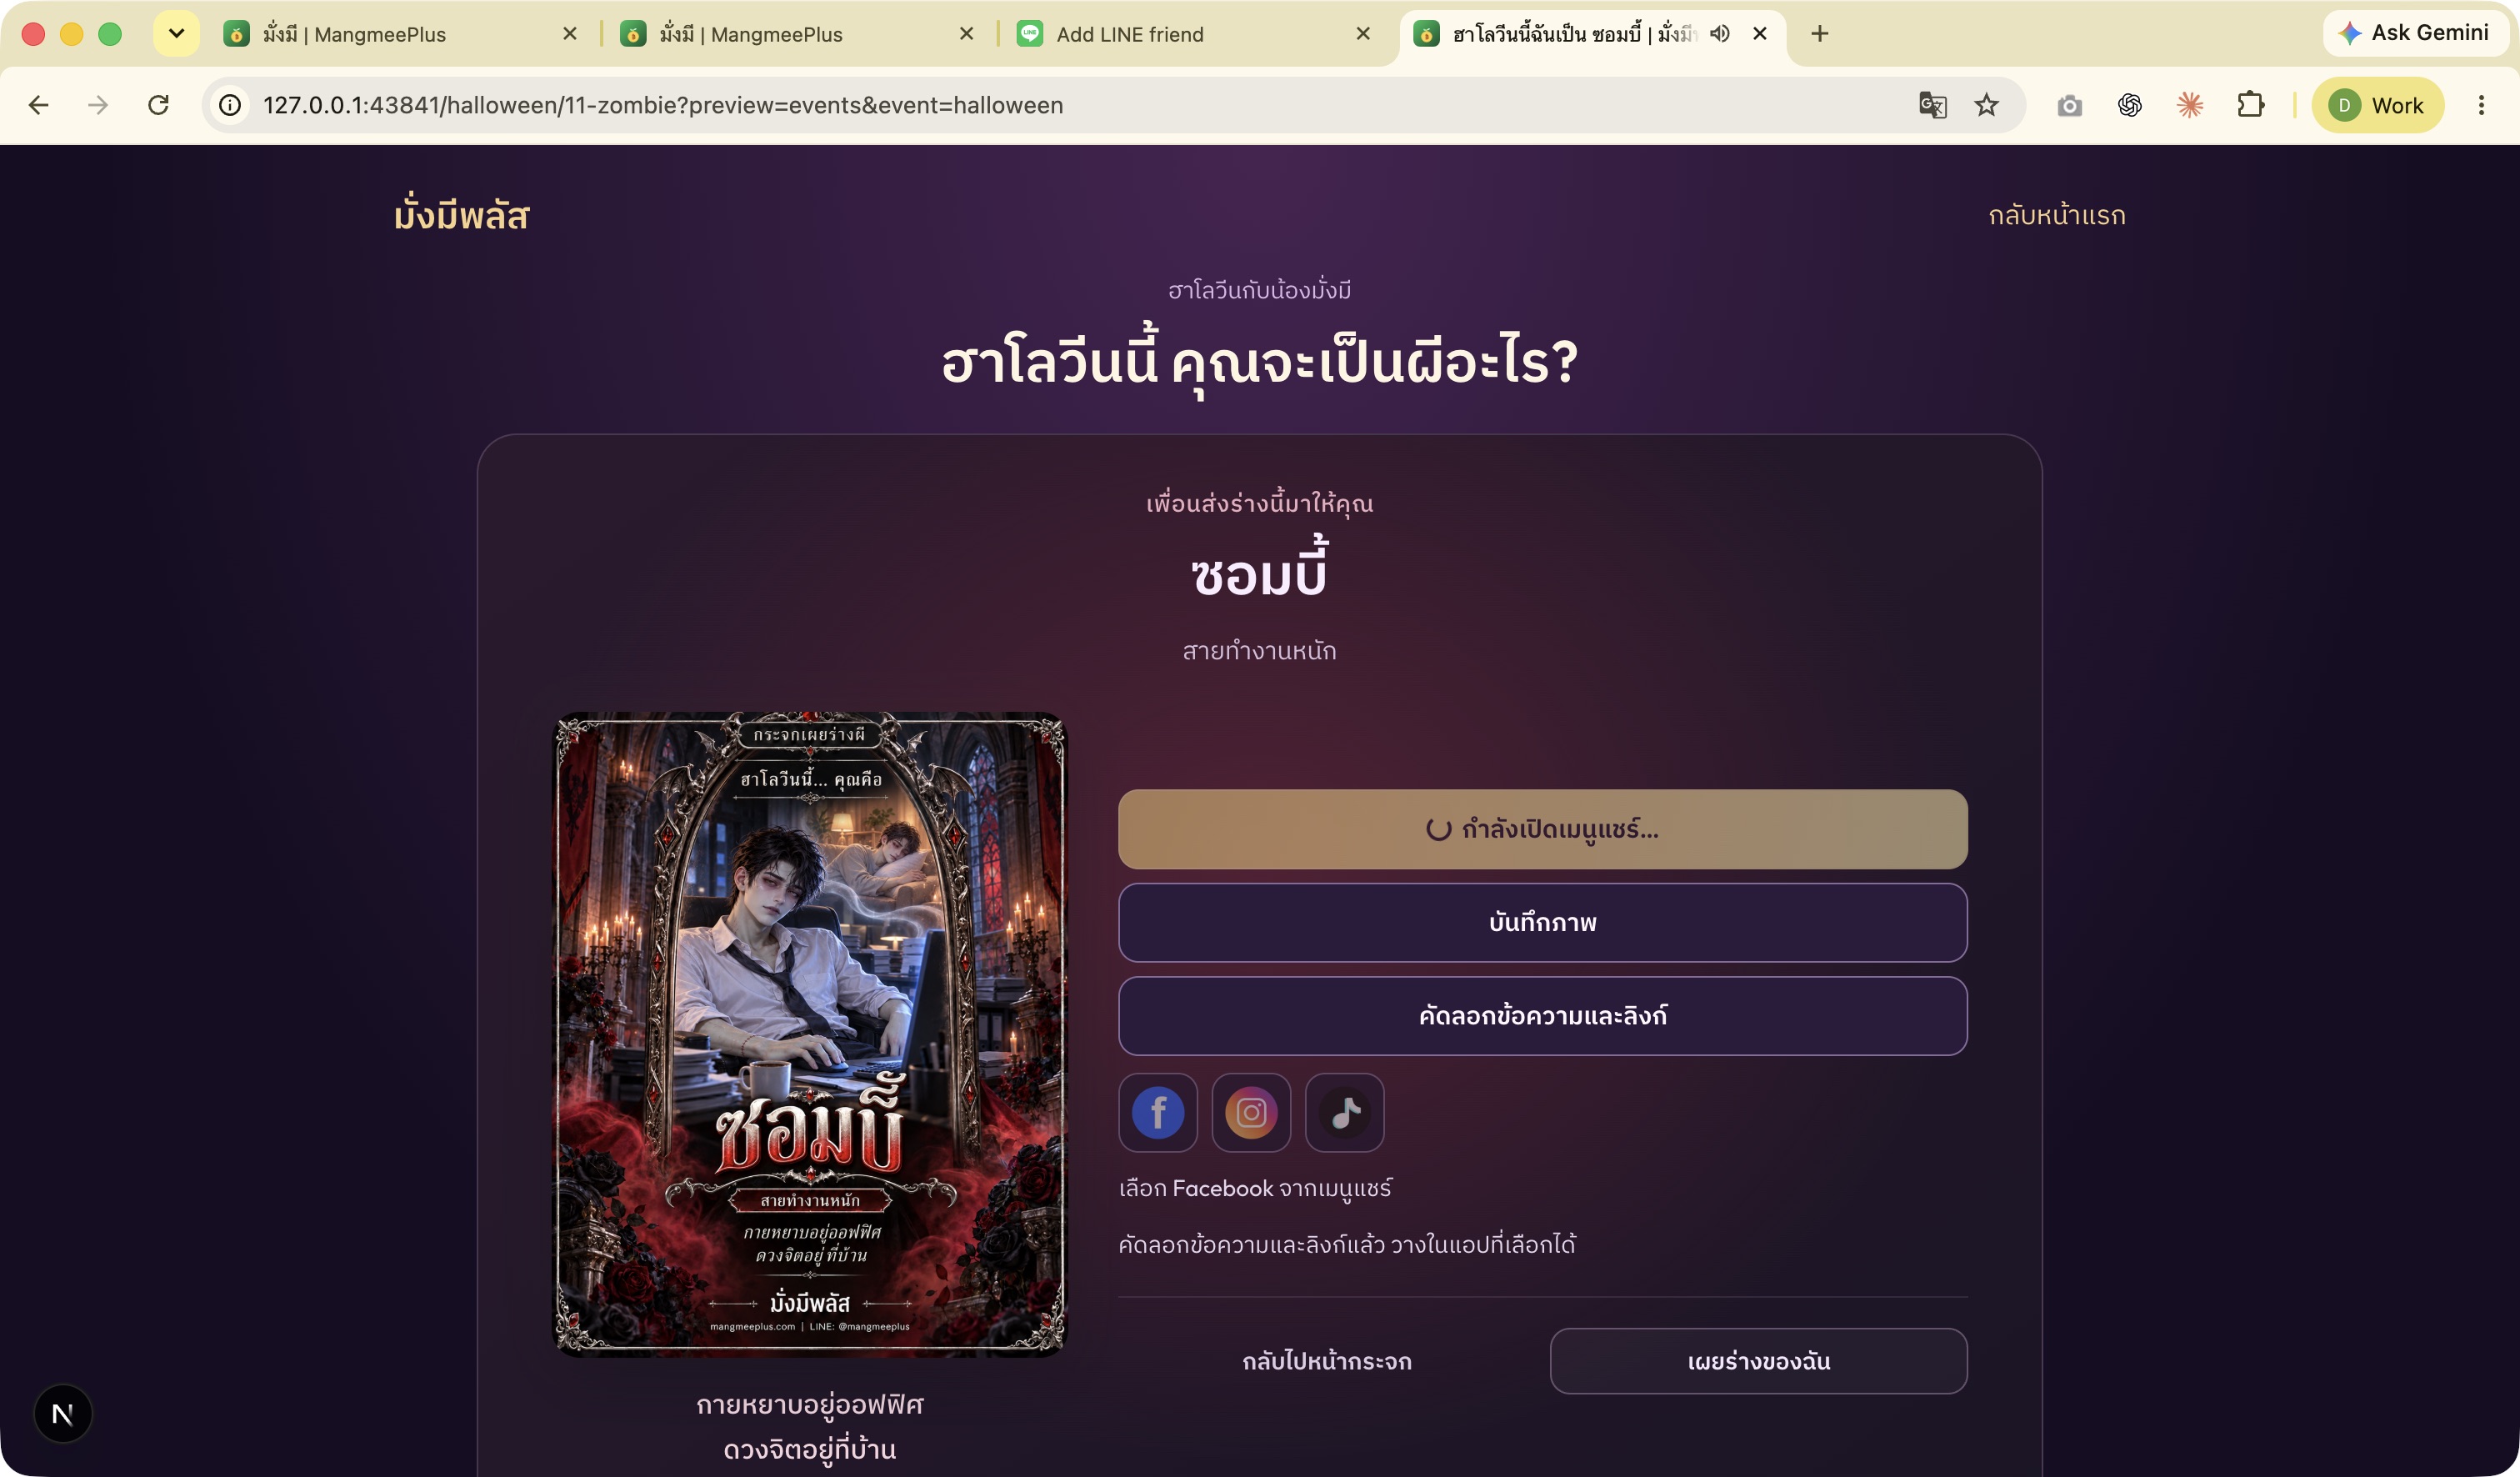 มั่งมี | MangmeePlus
มั่งมี | MangmeePlus
Add LINE friend
ฮาโลวีนนี้ฉันเป็น ซอมบี้ | มั่งมี
Ask Gemini
127.0.0.1:43841/halloween/11-zombie?preview=events&event=halloween
D
Work
มั่งมีพลัส
กลับหน้าแรก
ฮาโลวีนกับน้องมั่งมี
ฮาโลวีนนี้ คุณจะเป็นผีอะไร?
เพื่อนส่งร่างนี้มาให้คุณ
ซอมบี้
สายทำงานหนัก
กระจกเผยร่างผี
ฮาโลวีนนี้... คุณคือ
ซอมบี้
สายทำงานหนัก
กายหยาบอยู่ออฟฟิศ
ดวงจิตอยู่ที่บ้าน
มั่งมีพลัส
mangmeeplus.com | LINE: @mangmeeplus
กายหยาบอยู่ออฟฟิศ
ดวงจิตอยู่ที่บ้าน
กำลังเปิดเมนูแชร์...
บันทึกภาพ
คัดลอกข้อความและลิงก์
เลือก Facebook จากเมนูแชร์
คัดลอกข้อความและลิงก์แล้ว วางในแอปที่เลือกได้
กลับไปหน้ากระจก
เผยร่างของฉัน
N